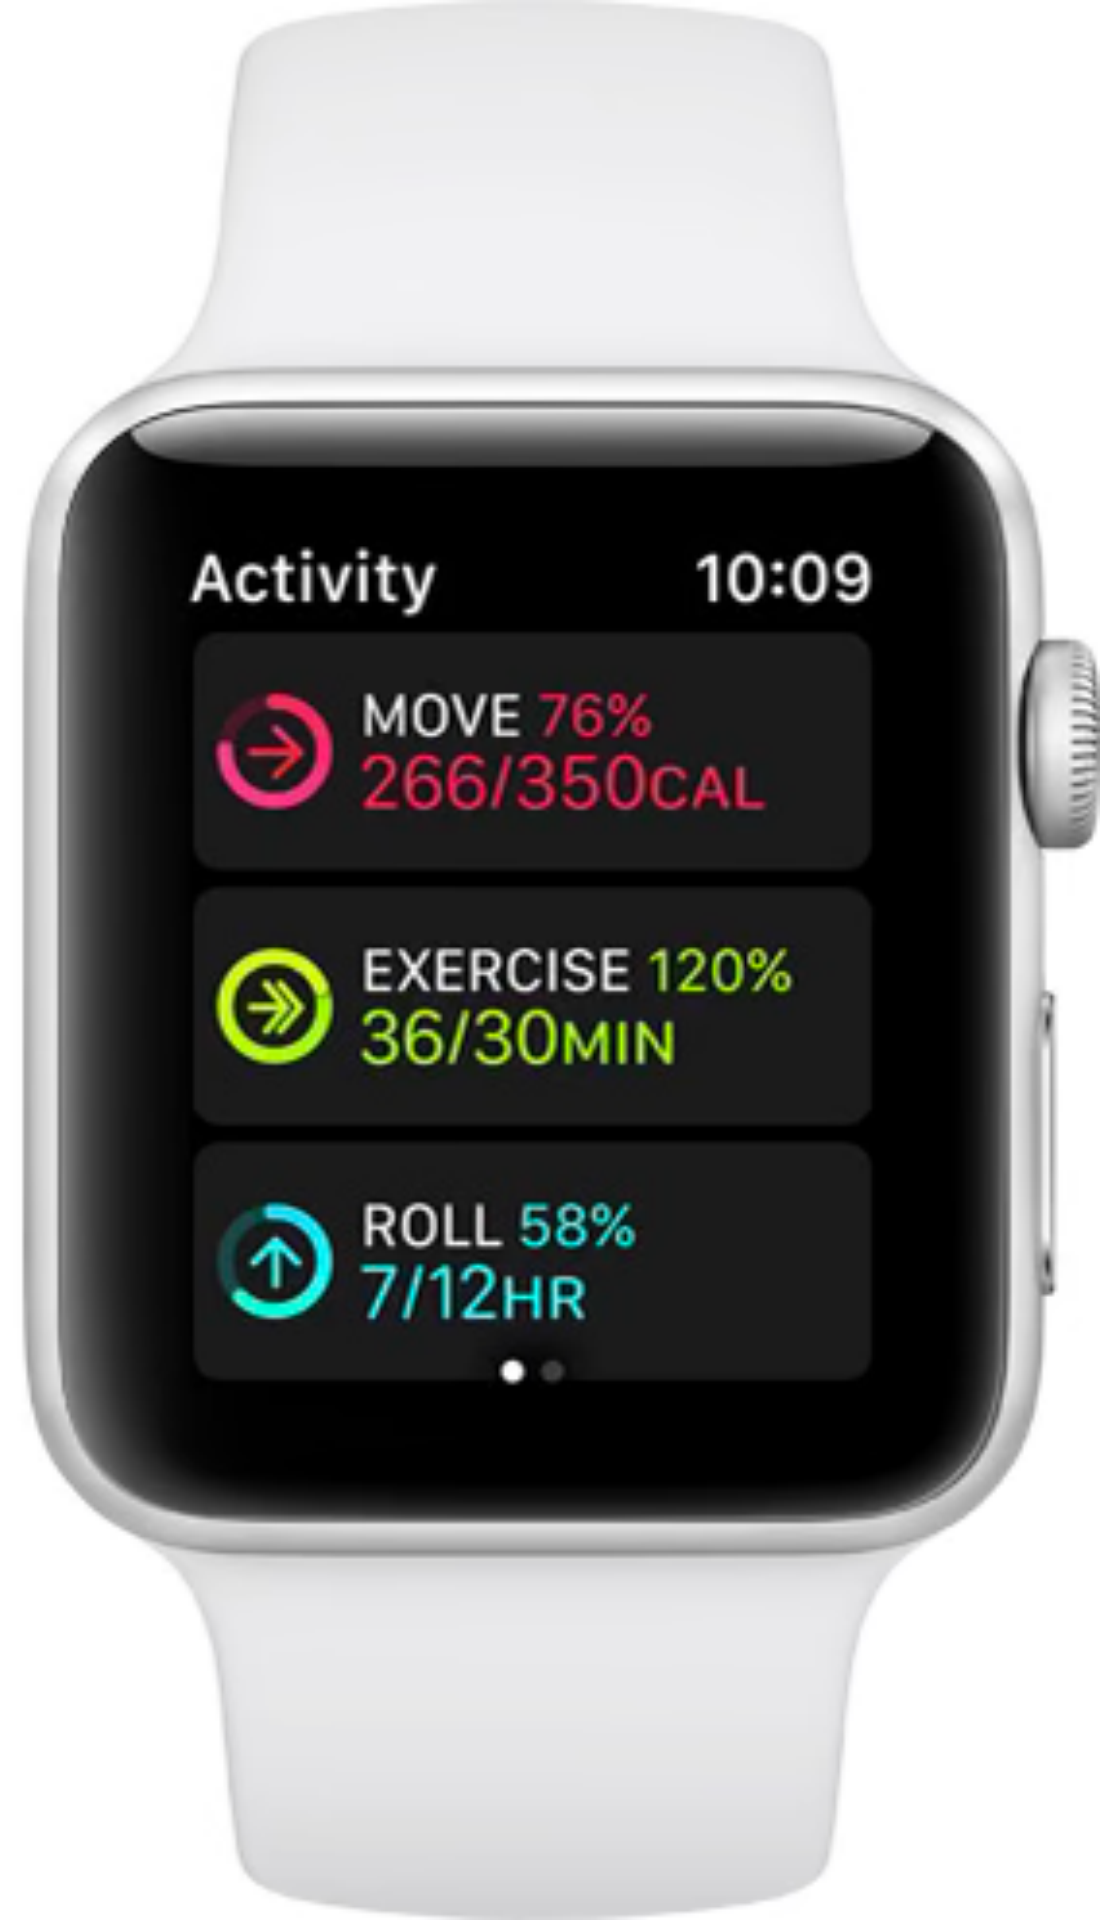 Activity 10:09
MOVE 76%
266/350CAL
EXERCISE 120%
36/30MIN
ROLL 58%
7/12HR